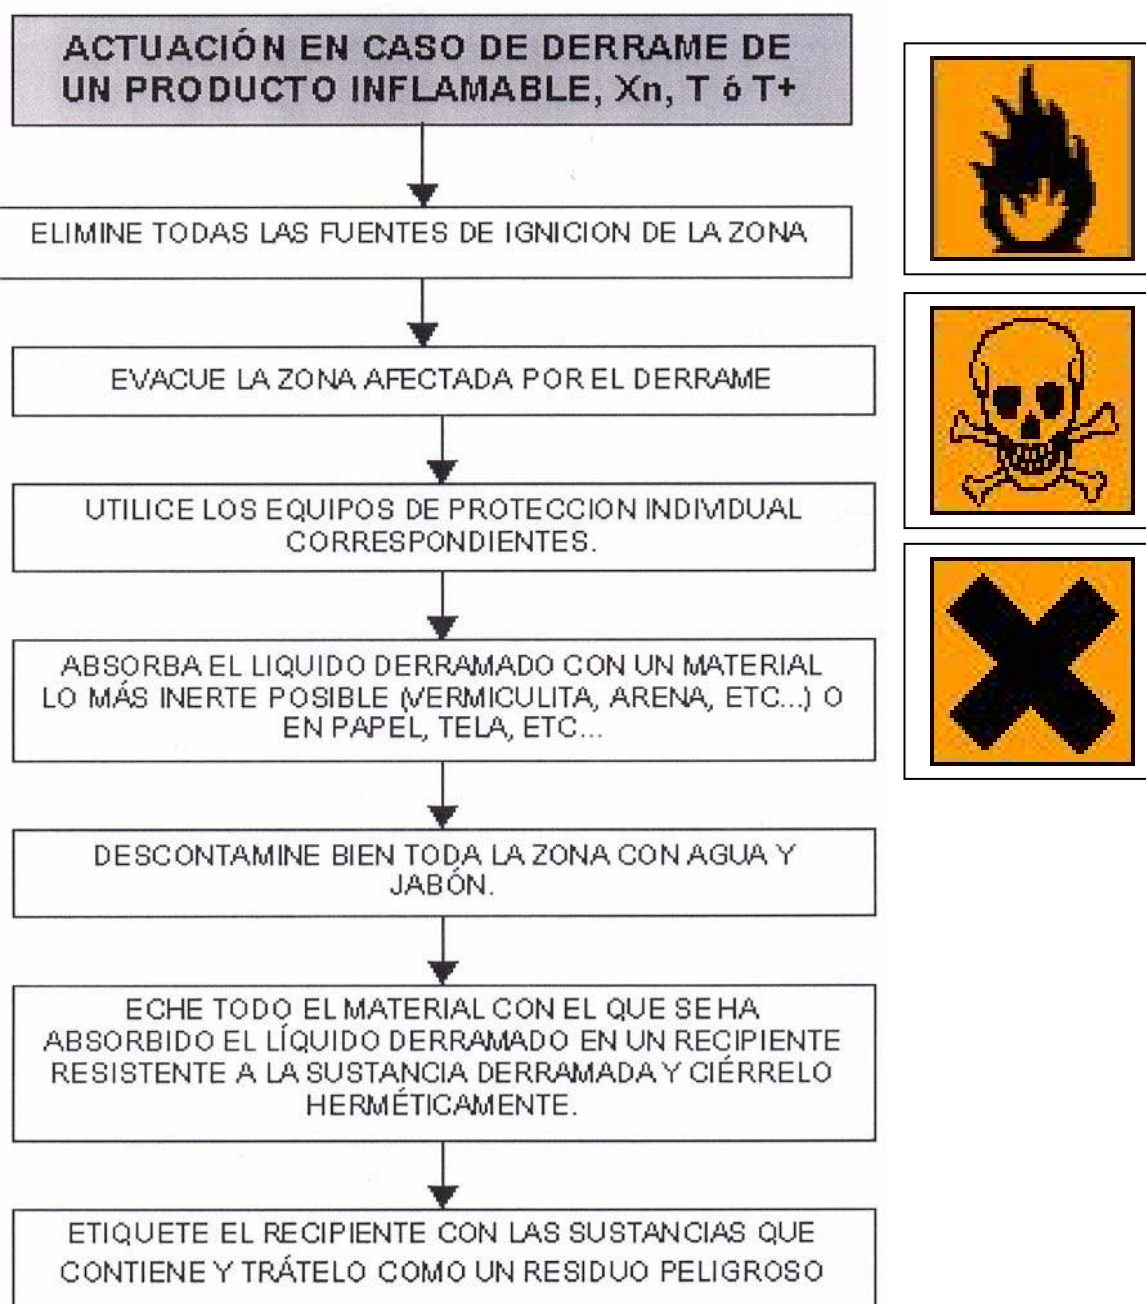 ACTUACIÓN EN CASO DE DERRAME DE
UN PRODUCTO INFLAMABLE, Xn, T ó T+
ELIMINE TODAS LAS FUENTES DE IGNICION DE LA ZONA
EVACUE LA ZONA AFECTADA POR EL DERRAME
UTILICE LOS EQUIPOS DE PROTECCION INDIVIDUAL
CORRESPONDIENTES.
ABSORBA EL LIQUIDO DERRAMADO CON UN MATERIAL
LO MÁS INERTE POSIBLE (VERMICULITA, ARENA, ETC...) O
EN PAPEL, TELA, ETC...
DESCONTAMINE BIEN TODA LA ZONA CON AGUA Y
JABÓN.
ECHE TODO EL MATERIAL CON EL QUE SE HA
ABSORBIDO EL LÍQUIDO DERRAMADO EN UN RECIPIENTE
RESISTENTE A LA SUSTANCIA DERRAMADA Y CIÉRRELO
HERMÉTICAMENTE.
ETIQUETE EL RECIPIENTE CON LAS SUSTANCIAS QUE
CONTIENE Y TRÁTELO COMO UN RESIDUO PELIGROSO